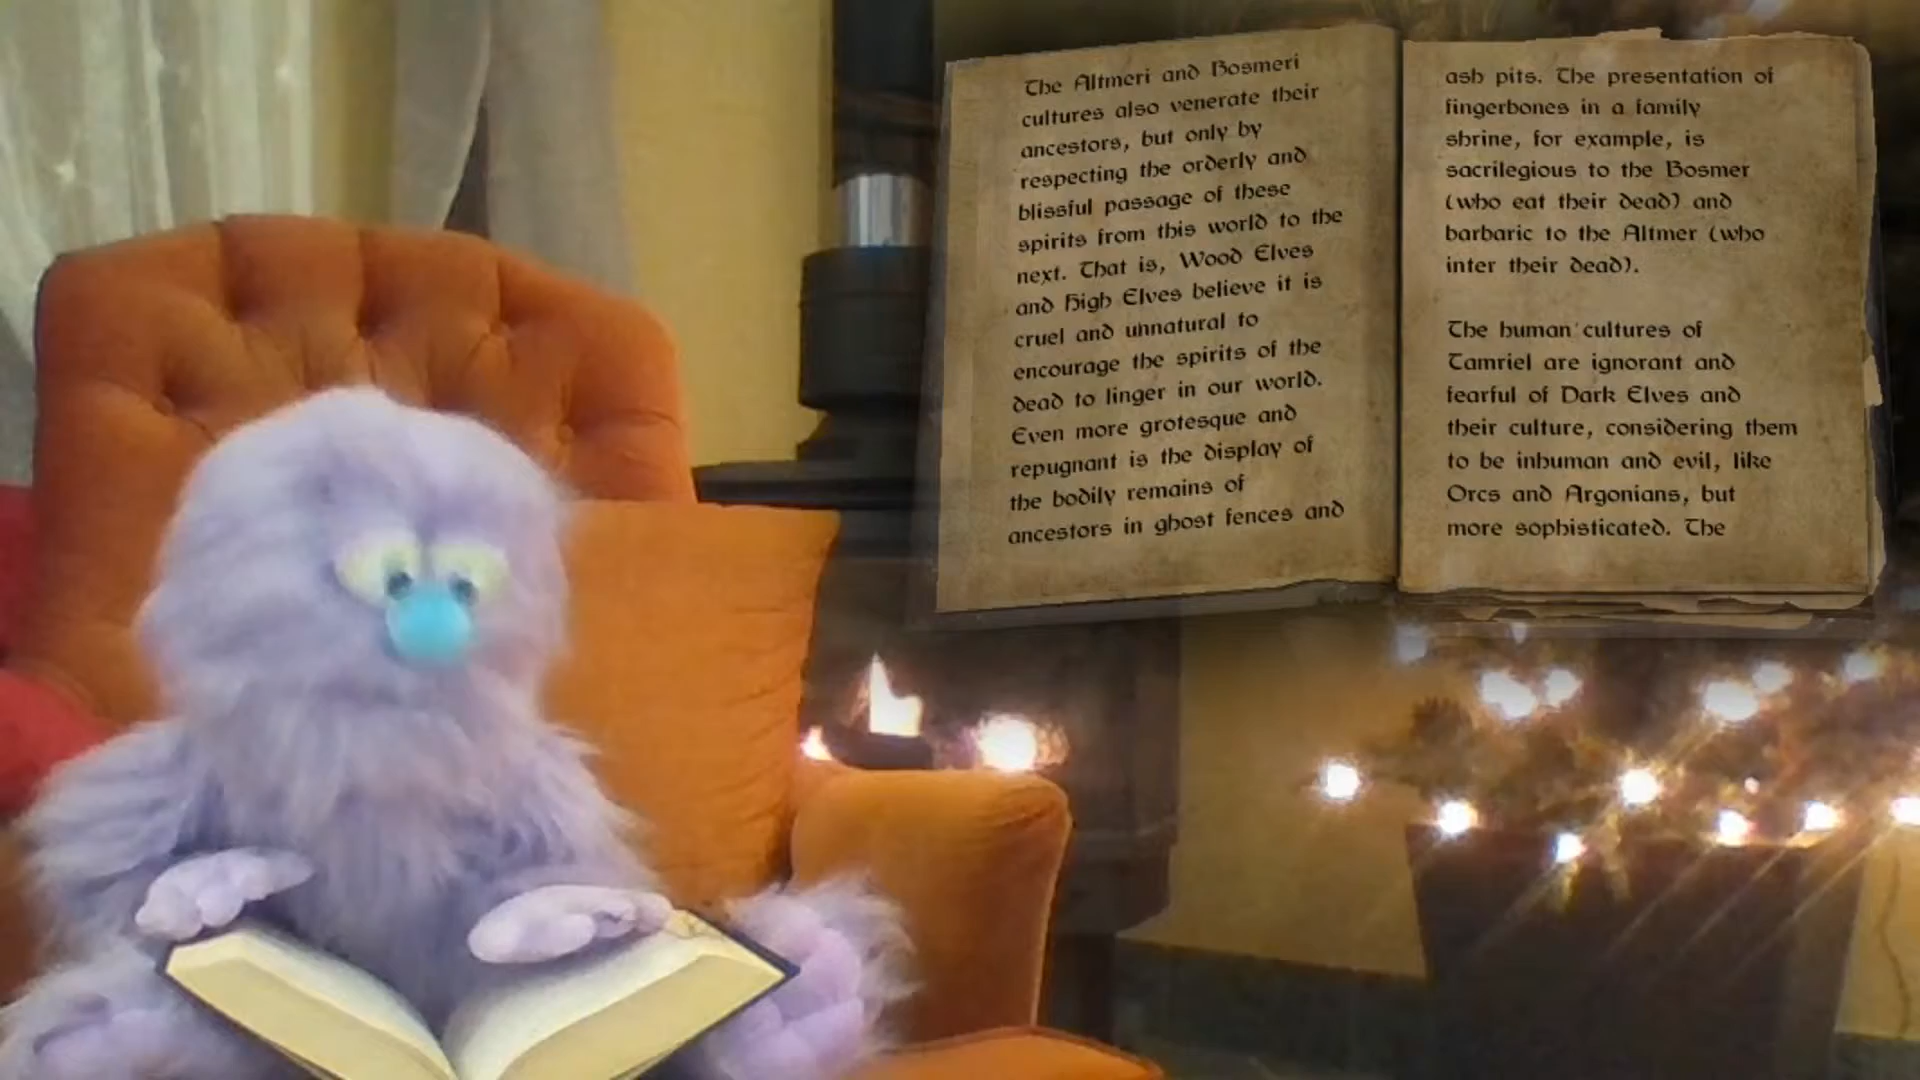 The Altmeri and Bosmeri
cultures also venerate their
ancestors, but only by
respecting the orderly and
blissful passage of these
spirits from this world to the
next. That is, Wood Elves
and High Elves believe it is
cruel and unnatural to
encourage the spirits of the
dead to linger in our world.
Even more grotesque and
repugnant is the display of
the bodily remains of
ancestors in ghost fences and
ash pits. The presentation of
fingerbones in a family
shrine, for example, is
sacrilegious to the Bosmer
(who eat their dead) and
barbaric to the Altmer (who
inter their dead).
The human cultures of
Tamriel are ignorant and
fearful of Dark Elves and
their culture, considering them
to be inhuman and evil, like
Orcs and Argonians, but
more sophisticated. The